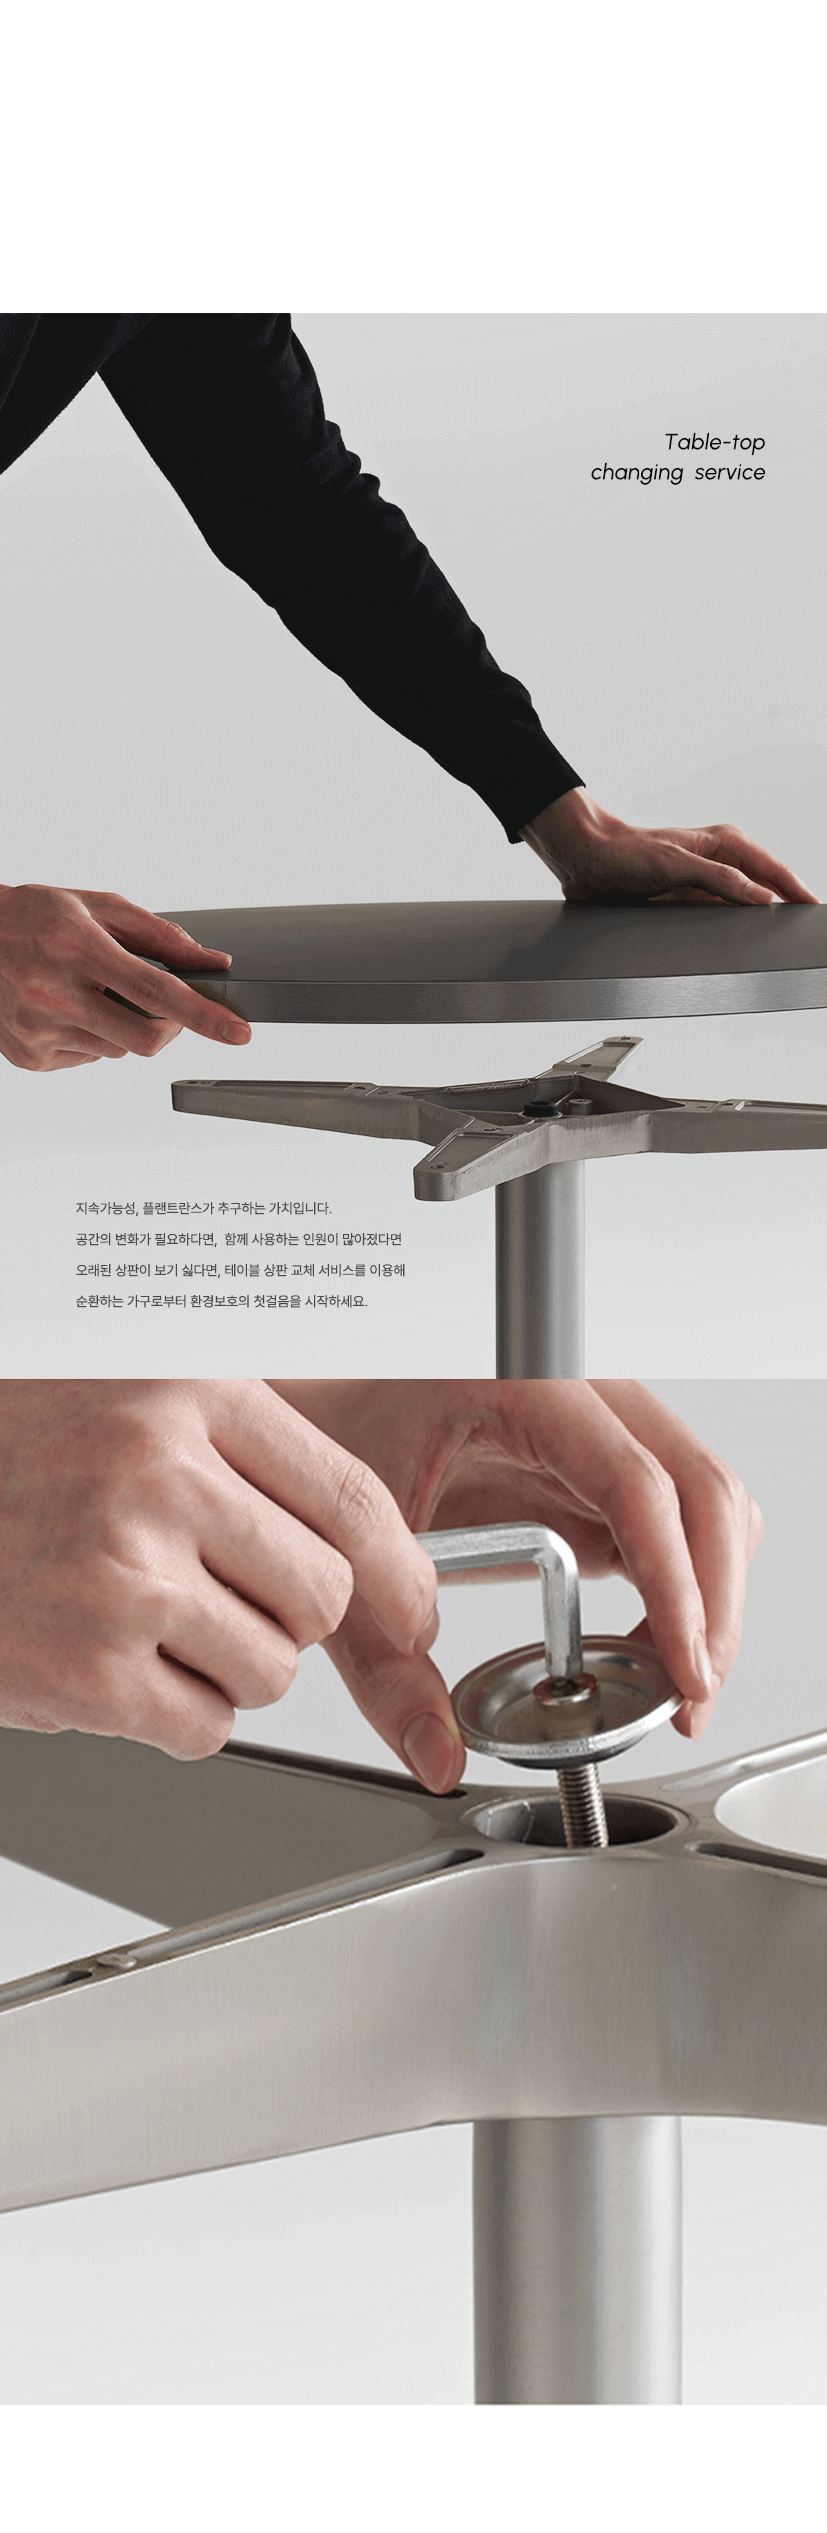 Table-top
changing service
지속가능성, 플랜트란스가 추구하는 가치입니다.
공간의 변화가 필요하다면, 함께 사용하는 인원이 많아졌다면
오래된 상판이 보기 싫다면, 테이블 상판 교체 서비스를 이용해
순환하는 가구로부터 환경보호의 첫걸음을 시작하세요.